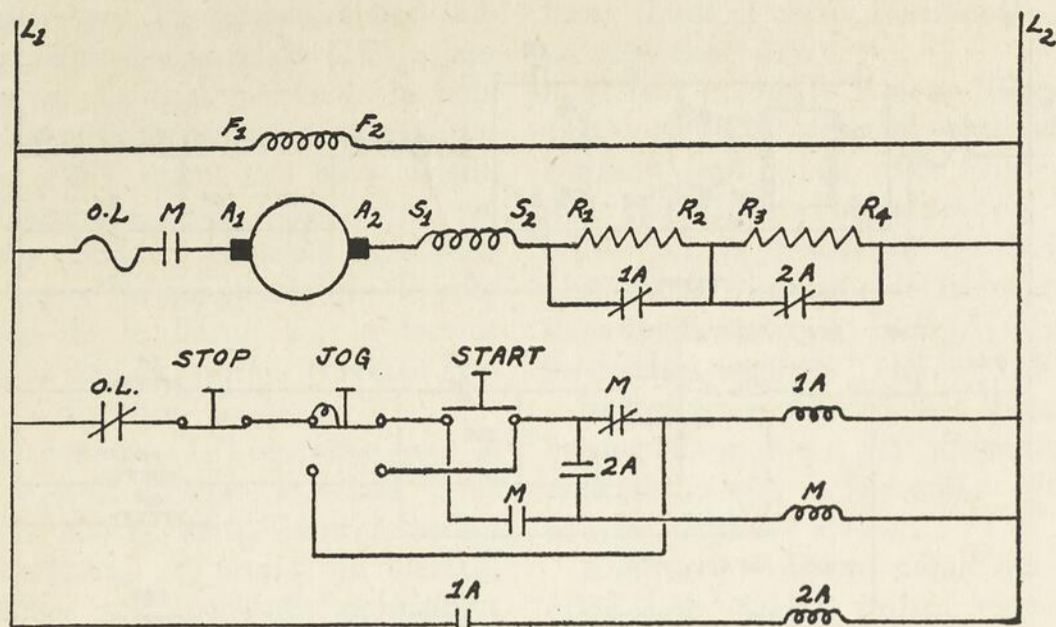 L1 L2
F1 F2
O.L M A1 A2 S1 S2 R1 R2 R3 R4
1A 2A
STOP JOG START
O.L. M 1A
2A
M M
1A 2A